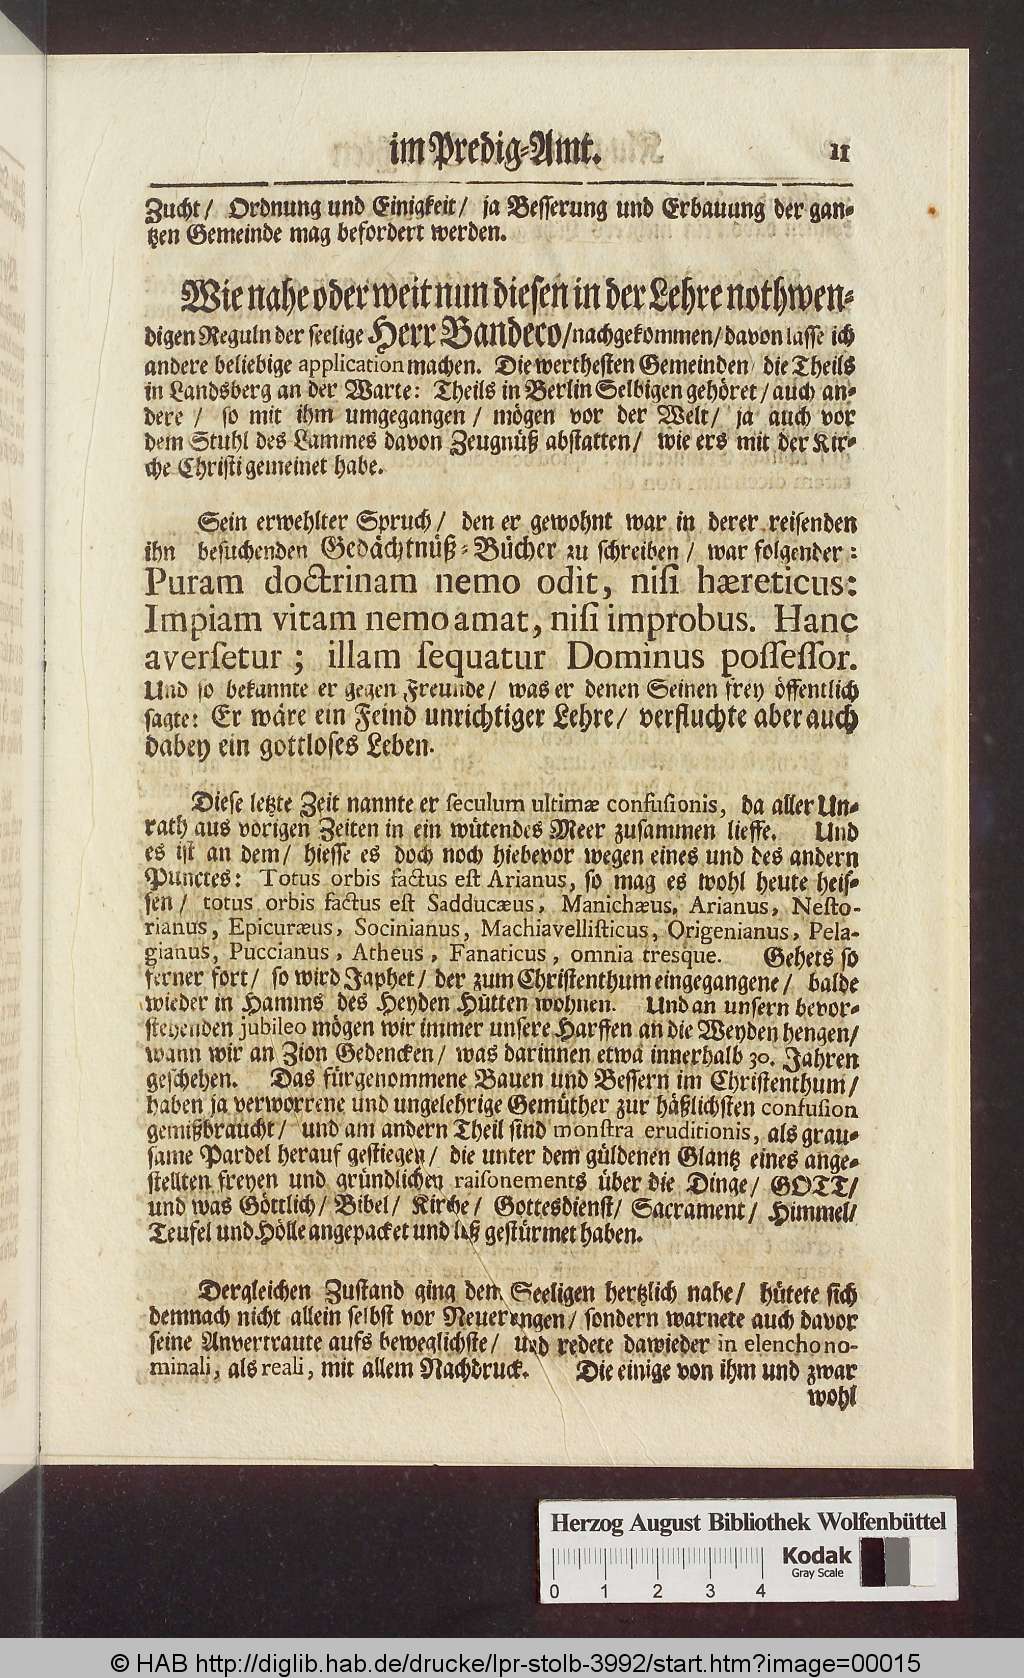 im Predig-Amt. 11
Zucht/ Ordnung und Einigkeit/ ja Besserung und Erbauung der gan-
tzen Gemeinde mag befordert werden.
Wie nahe oder weit nun diesen in der Lehre nothwen-
digen Reguln der seelige Herr Bandeco/ nachgekommen/ davon lasse ich
andere beliebige application machen. Die werthesten Gemeinden/ die Theils
in Landsberg an der Warte: Theils in Berlin Selbigen gehöret/ auch an-
dere/ so mit ihm umgegangen/ mögen vor der Welt/ ja auch vor
dem Stuhl des Lammes davon Zeugnüß abstatten/ wie ers mit der Kir-
che Christi gemeinet habe.
Sein erwehlter Spruch/ den er gewohnt war in derer reisenden
ihn besuchenden Gedächtnüß-Bücher zu schreiben/ war folgender:
Puram doctrinam nemo odit, niſi hæreticus:
Impiam vitam nemo amat, niſi improbus. Hanc
averſetur; illam ſequatur Dominus poſſeſſor.
Und so bekannte er gegen Freunde/ was er denen Seinen frey öffentlich
sagte: Er wäre ein Feind unrichtiger Lehre/ verfluchte aber auch
dabey ein gottloses Leben.
Diese letzte Zeit nannte er ſeculum ultimæ confuſionis, da aller Un-
rath aus vorigen Zeiten in ein wütendes Meer zusammen lieffe. Und
es ist an dem/ hiesse es doch noch hiebevor wegen eines und des andern
Punctes: Totus orbis factus eſt Arianus, so mag es wohl heute heis-
sen/ totus orbis factus eſt Sadducæus, Manichæus, Arianus, Neſto-
rianus, Epicuræus, Socinianus, Machiavelliſticus, Origenianus, Pela-
gianus, Puccianus, Atheus, Fanaticus, omnia tresque. Gehets so
ferner fort/ so wird Japhet/ der zum Christenthum eingegangene/ balde
wieder in Hamms des Heyden Hütten wohnen. Und an unsern bevor-
stehenden jubileo mögen wir immer unsere Harffen an die Weyden hengen/
wann wir an Zion Gedencken/ was darinnen etwa innerhalb 30. Jahren
geschehen. Das fürgenommene Bauen und Bessern im Christenthum/
haben ja verworrene und ungelehrige Gemüther zur häßlichsten confuſion
gemißbraucht/ und am andern Theil sind monſtra eruditionis, als grau-
same Pardel herauf gestiegen/ die unter dem güldenen Glantz eines ange-
stellten freyen und gründlichen raiſonements über die Dinge/ GOTT/
und was Göttlich/ Bibel/ Kirche/ Gottesdienst/ Sacrament/ Himmel/
Teufel und Hölle angepacket und laß gestürmet haben.
Dergleichen Zustand ging dem Seeligen hertzlich nahe/ hütete sich
demnach nicht allein selbst vor Neuerungen/ sondern warnete auch davor
seine Anvertraute aufs beweglichste/ und redete dawieder in elencho no-
minali, als reali, mit allem Nachdruck. Die einige von ihm und zwar
wohl
Herzog August Bibliothek Wolfenbüttel
Kodak
Gray Scale
0 1 2 3 4
© HAB http://diglib.hab.de/drucke/lpr-stolb-3992/start.htm?image=00015